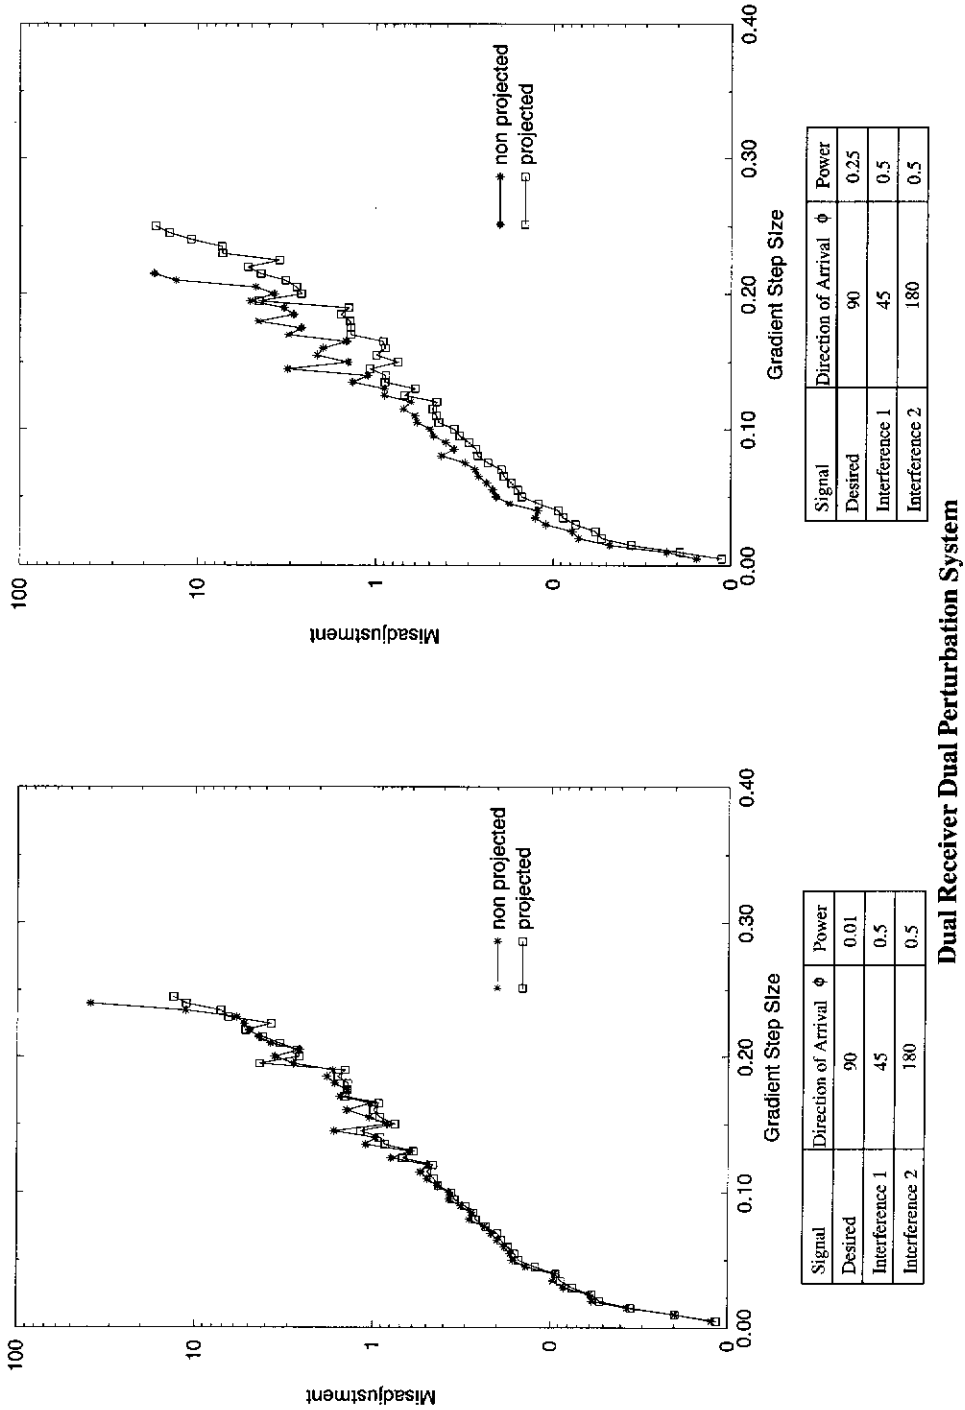 100
10
1
0
0
Misadjustment
0.00
0.10
0.20
0.30
0.40
Gradient Step Size
non projected
projected
Signal Direction of Arrival ϕ Power
Desired 90 0.01
Interference 1 45 0.5
Interference 2 180 0.5
100
10
1
0
0
Misadjustment
0.00
0.10
0.20
0.30
0.40
Gradient Step Size
non projected
projected
Signal Direction of Arrival ϕ Power
Desired 90 0.25
Interference 1 45 0.5
Interference 2 180 0.5
Dual Receiver Dual Perturbation System